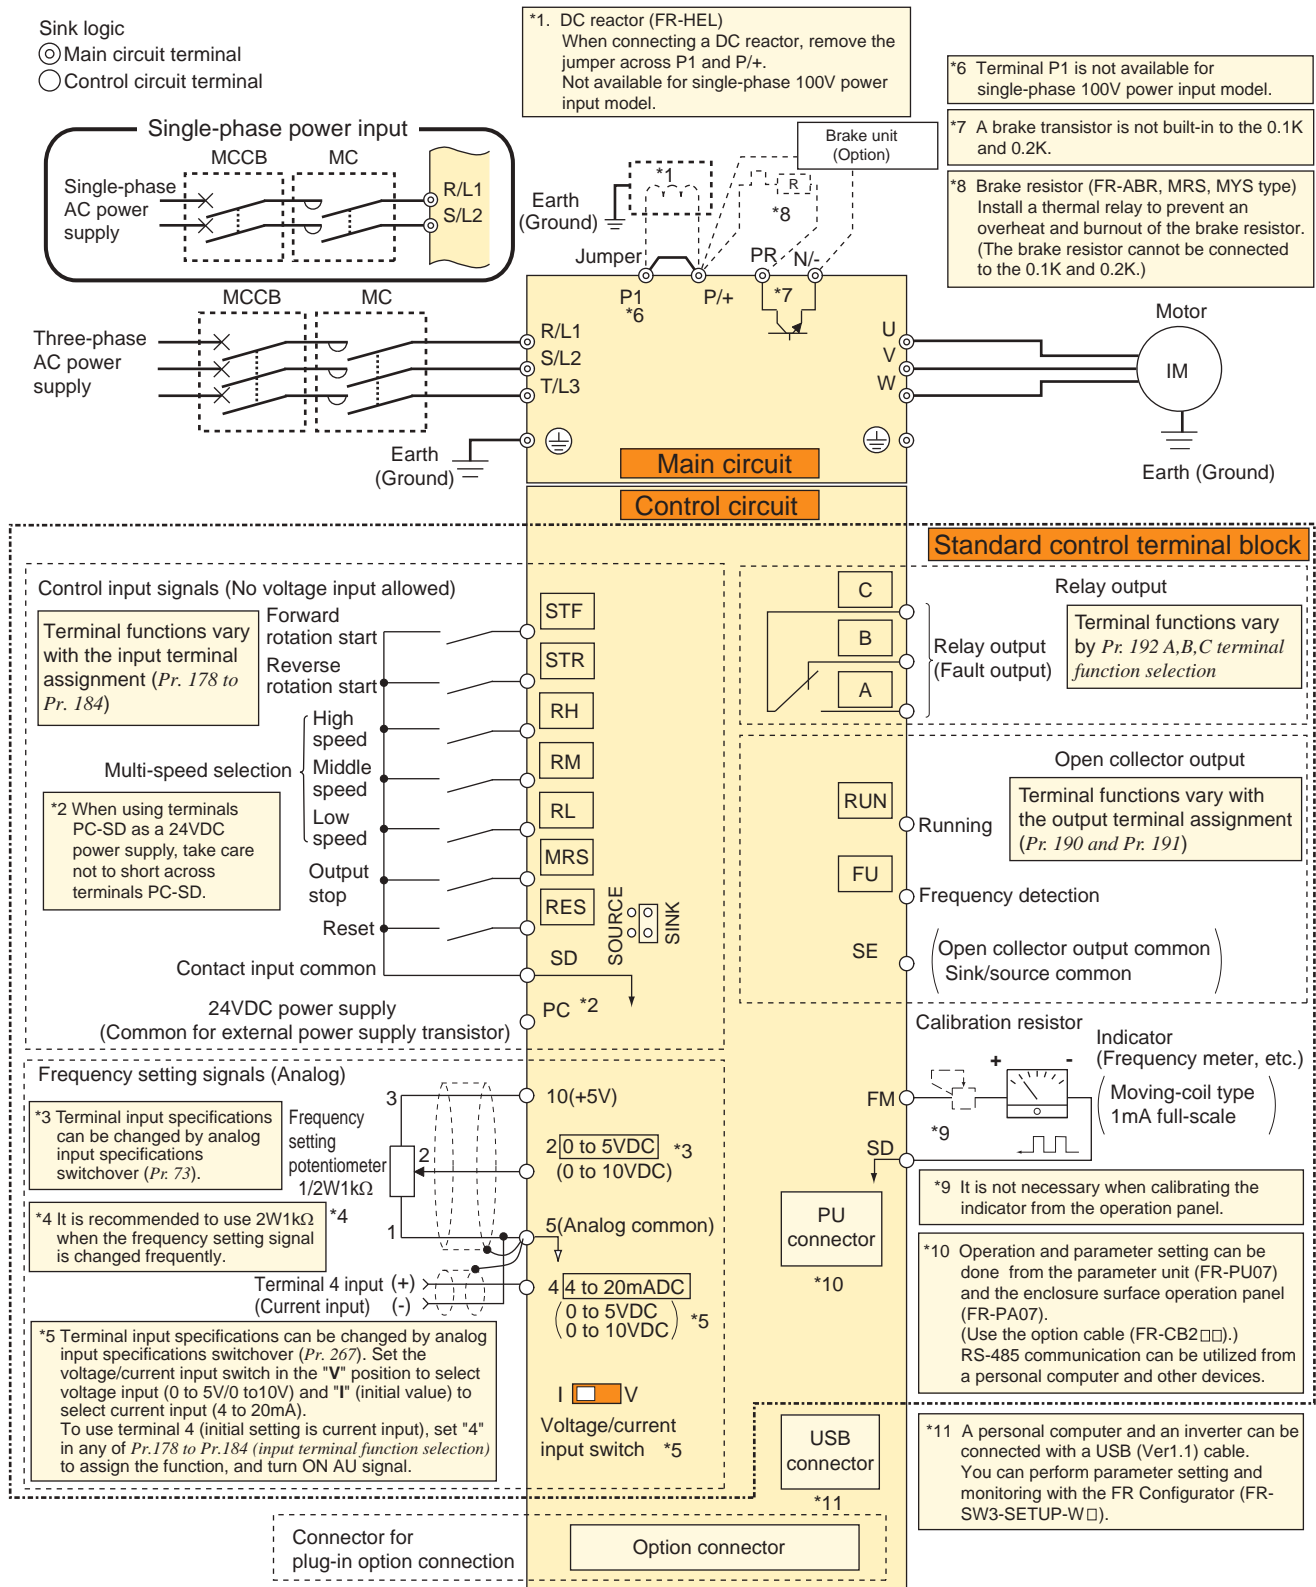 Sink logic
Main circuit terminal
Control circuit terminal
*1. DC reactor (FR-HEL)
When connecting a DC reactor, remove the
jumper across P1 and P/+.
Not available for single-phase 100V power
input model.
*6 Terminal P1 is not available for
single-phase 100V power input model.
*7 A brake transistor is not built-in to the 0.1K
and 0.2K.
*8 Brake resistor (FR-ABR, MRS, MYS type)
Install a thermal relay to prevent an
overheat and burnout of the brake resistor.
(The brake resistor cannot be connected
to the 0.1K and 0.2K.)
Single-phase power input
MCCB
MC
Single-phase
AC power
supply
R/L1
S/L2
Brake unit
(Option)
*1
R
*8
Earth
(Ground)
Jumper
PR
N/-
P1
*6
P/+
*7
MCCB
MC
Three-phase
AC power
supply
R/L1
S/L2
T/L3
U
V
W
Motor
IM
Earth
(Ground)
Earth (Ground)
Main circuit
Control circuit
Standard control terminal block
Control input signals (No voltage input allowed)
Terminal functions vary
with the input terminal
assignment (Pr. 178 to
Pr. 184)
Forward
rotation start
STF
Reverse
rotation start
STR
Multi-speed selection
High
speed
RH
Middle
speed
RM
Low
speed
RL
*2 When using terminals
PC-SD as a 24VDC
power supply, take care
not to short across
terminals PC-SD.
Output
stop
MRS
Reset
RES
SOURCE
SINK
Contact input common
SD
24VDC power supply
(Common for external power supply transistor)
PC *2
C
B
A
Relay output
Relay output
(Fault output)
Terminal functions vary
by Pr. 192 A,B,C terminal
function selection
Open collector output
RUN
Running
Terminal functions vary with
the output terminal assignment
(Pr. 190 and Pr. 191)
FU
Frequency detection
SE
Open collector output common
Sink/source common
Frequency setting signals (Analog)
*3 Terminal input specifications
can be changed by analog
input specifications
switchover (Pr. 73).
Frequency
setting
potentiometer
1/2W1kΩ
*4
3
2
1
10(+5V)
2 0 to 5VDC *3
(0 to 10VDC)
*4 It is recommended to use 2W1kΩ
when the frequency setting signal
is changed frequently.
5(Analog common)
Terminal 4 input (+)
(Current input) (-)
4 4 to 20mADC
0 to 5VDC
0 to 10VDC
*5
*5 Terminal input specifications can be changed by analog
input specifications switchover (Pr. 267). Set the
voltage/current input switch in the "V" position to select
voltage input (0 to 5V/0 to10V) and "I" (initial value) to
select current input (4 to 20mA).
To use terminal 4 (initial setting is current input), set "4"
in any of Pr.178 to Pr.184 (input terminal function selection)
to assign the function, and turn ON AU signal.
I V
Voltage/current
input switch *5
Calibration resistor
Indicator
(Frequency meter, etc.)
+ -
Moving-coil type
1mA full-scale
FM
*9
SD
*9 It is not necessary when calibrating the
indicator from the operation panel.
PU
connector
*10
*10 Operation and parameter setting can be
done from the parameter unit (FR-PU07)
and the enclosure surface operation panel
(FR-PA07).
(Use the option cable (FR-CB2□□).)
RS-485 communication can be utilized from
a personal computer and other devices.
USB
connector
*11
*11 A personal computer and an inverter can be
connected with a USB (Ver1.1) cable.
You can perform parameter setting and
monitoring with the FR Configurator (FR-
SW3-SETUP-W□).
Connector for
plug-in option connection
Option connector